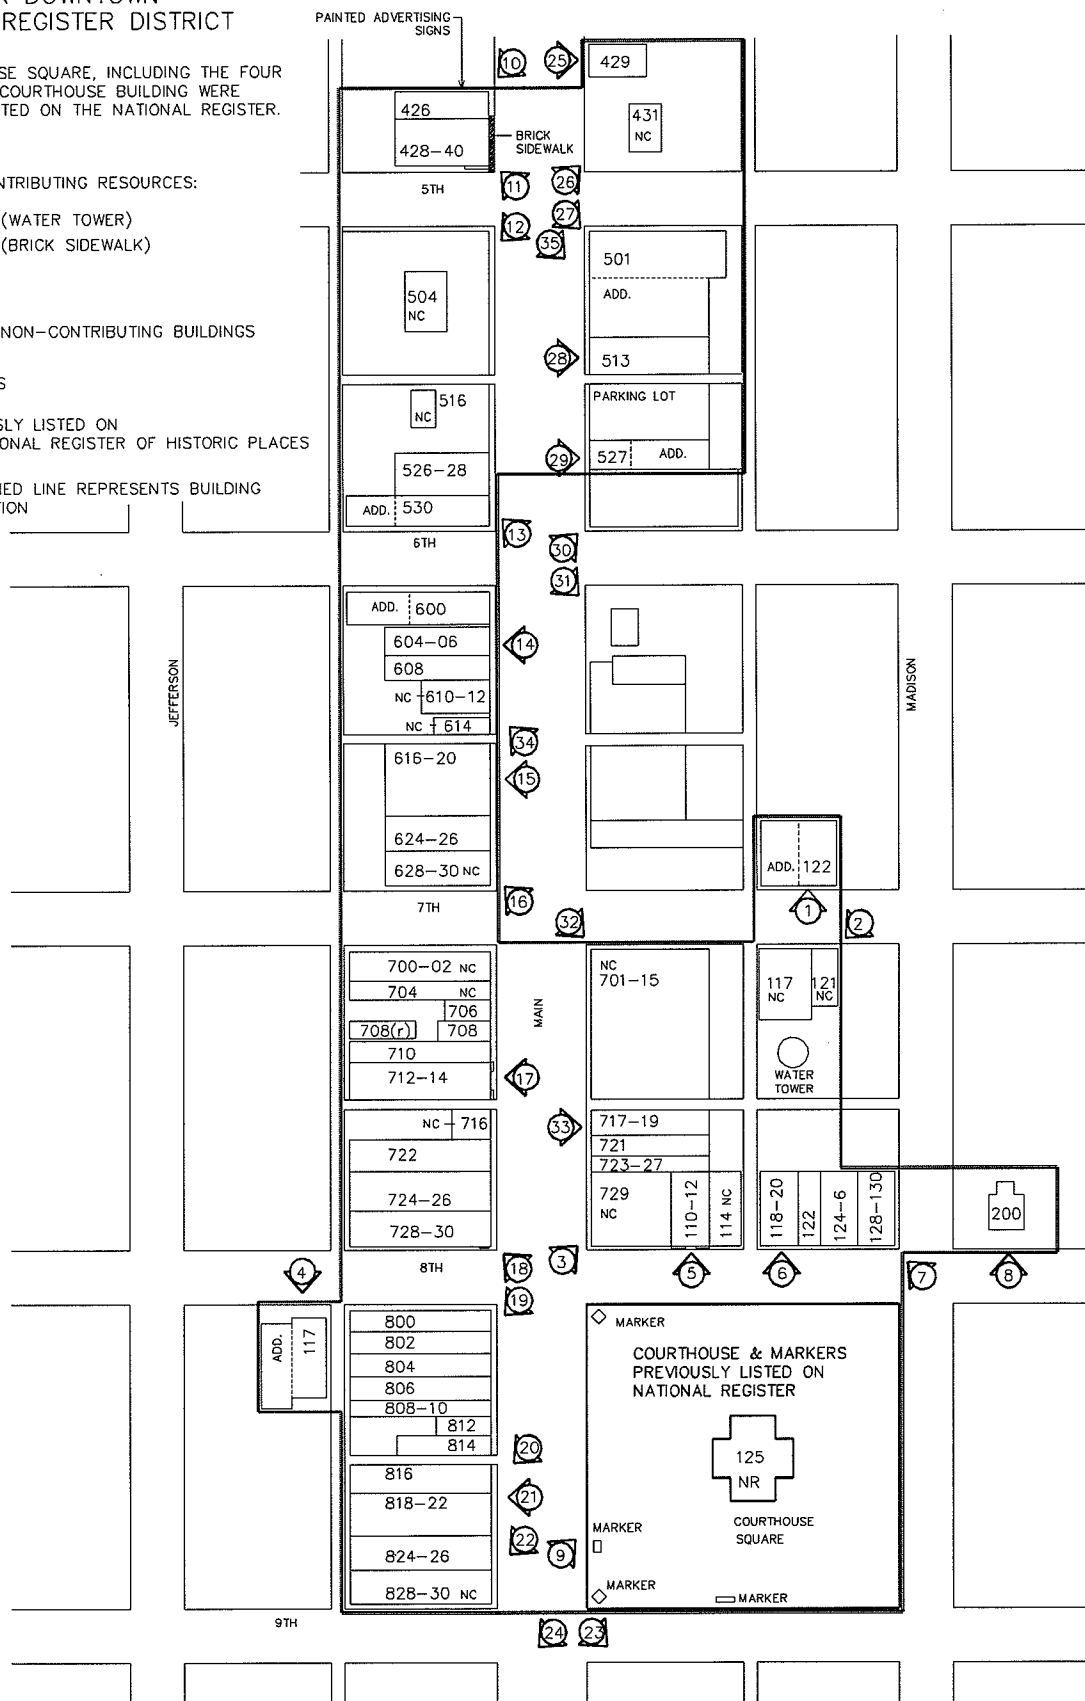 DOWNTOWN
REGISTER DISTRICT
SE SQUARE, INCLUDING THE FOUR
COURTHOUSE BUILDING WERE
TED ON THE NATIONAL REGISTER.
NTRIBUTING RESOURCES:
(WATER TOWER)
(BRICK SIDEWALK)
NON-CONTRIBUTING BUILDINGS
S
SLY LISTED ON
ONAL REGISTER OF HISTORIC PLACES
HED LINE REPRESENTS BUILDING
TION
PAINTED ADVERTISING
SIGNS
10
25
429
426
431
NC
428-40
BRICK
SIDEWALK
5TH
11
26
12
27
35
501
ADD.
504
NC
28
513
516
NC
PARKING LOT
526-28
29
527
ADD.
ADD.
530
6TH
13
30
31
ADD.
600
604-06
14
608
NC
610-12
NC
614
JEFFERSON
MADISON
34
616-20
15
624-26
628-30 NC
ADD.
122
7TH
16
32
1
2
700-02 NC
704 NC
706
708(r)
708
710
712-14
MAIN
17
NC
701-15
117
NC
121
NC
WATER
TOWER
NC
716
33
717-19
722
721
723-27
724-26
729
NC
110-12
114 NC
118-20
122
124-6
128-130
200
728-30
8TH
4
18
3
5
6
7
8
19
ADD.
117
800
802
804
806
808-10
812
814
MARKER
COURTHOUSE & MARKERS
PREVIOUSLY LISTED ON
NATIONAL REGISTER
20
125
NR
816
818-22
21
COURTHOUSE
SQUARE
MARKER
22
9
824-26
828-30 NC
MARKER
MARKER
9TH
24
23